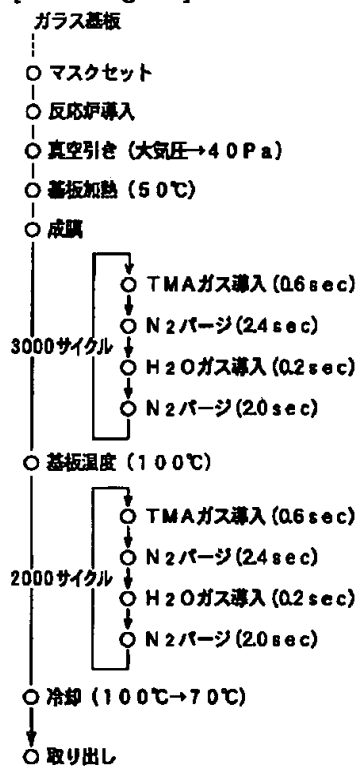 ガラス基板
マスクセット
反応炉導入
真空引き (大気圧→40Pa)
基板加熱 (50℃)
成膜
TMAガス導入 (0.6sec)
N2パージ (2.4sec)
3000サイクル
H2Oガス導入 (0.2sec)
N2パージ (2.0sec)
基板温度 (100℃)
TMAガス導入 (0.6sec)
N2パージ (2.4sec)
2000サイクル
H2Oガス導入 (0.2sec)
N2パージ (2.0sec)
冷却 (100℃→70℃)
取り出し